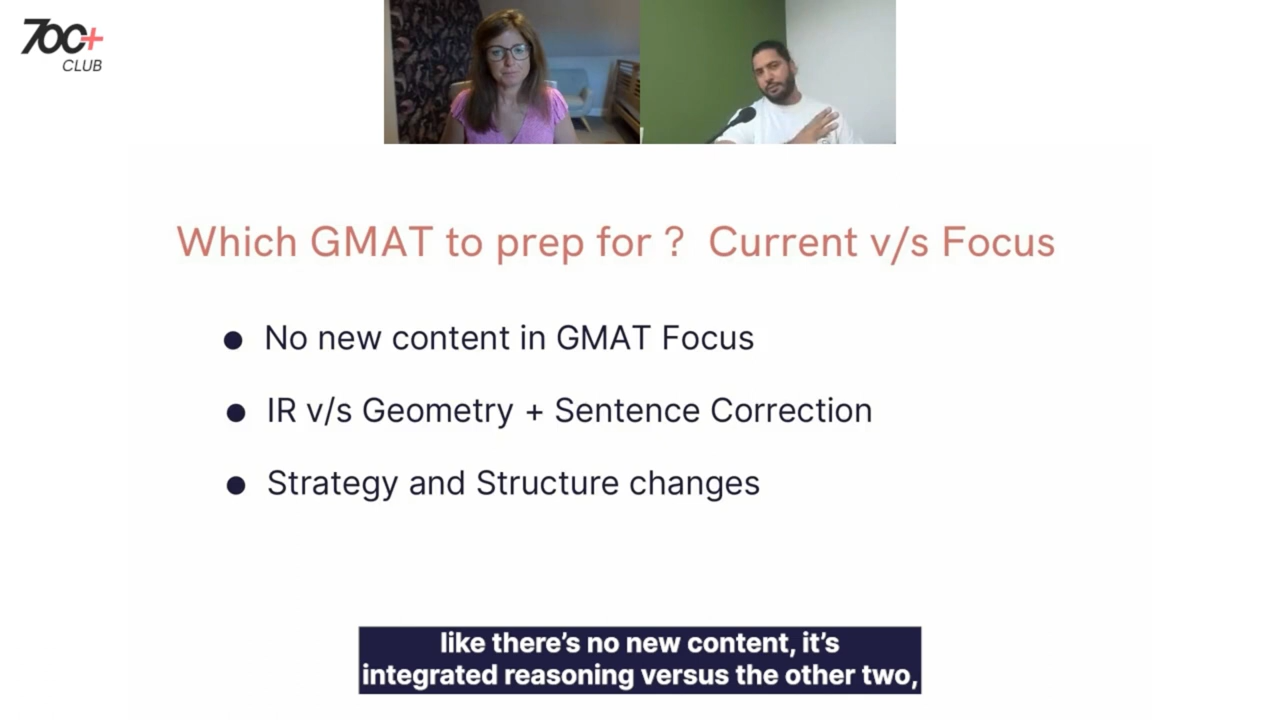 700+
CLUB
Which GMAT to prep for ? Current v/s Focus
● No new content in GMAT Focus
● IR v/s Geometry + Sentence Correction
● Strategy and Structure changes
like there's no new content, it's
integrated reasoning versus the other two,